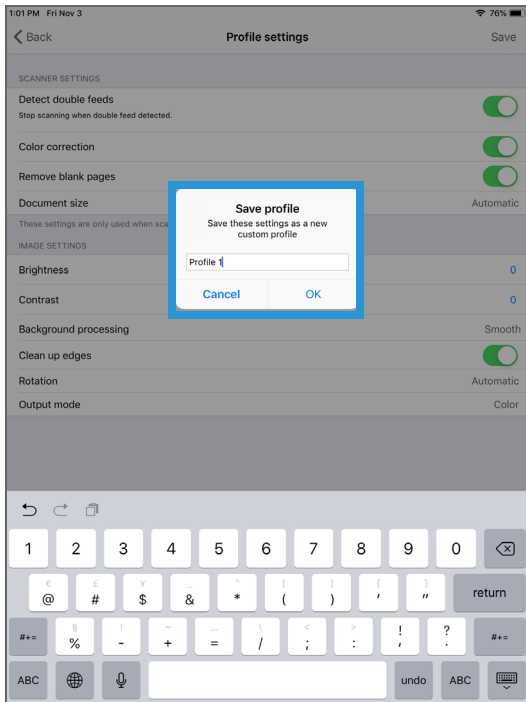 1:01 PM Fri Nov 3 76%
Back Profile settings Save
SCANNER SETTINGS
Detect double feeds
Stop scanning when double feed detected.
Color correction
Remove blank pages
Document size Automatic
These settings are only used when sca
IMAGE SETTINGS
Brightness 0
Contrast 0
Background processing Smooth
Clean up edges
Rotation Automatic
Output mode Color
Save profile
Save these settings as a new
custom profile
Profile 1
Cancel OK
1 2 3 4 5 6 7 8 9 0
€ £ ¥ _ ^ [ ] { }
@ # $ & * ( ) ' " return
§ | ~ … \ < > ! ?
#+= % - + = / ; : , . #+=
ABC undo ABC